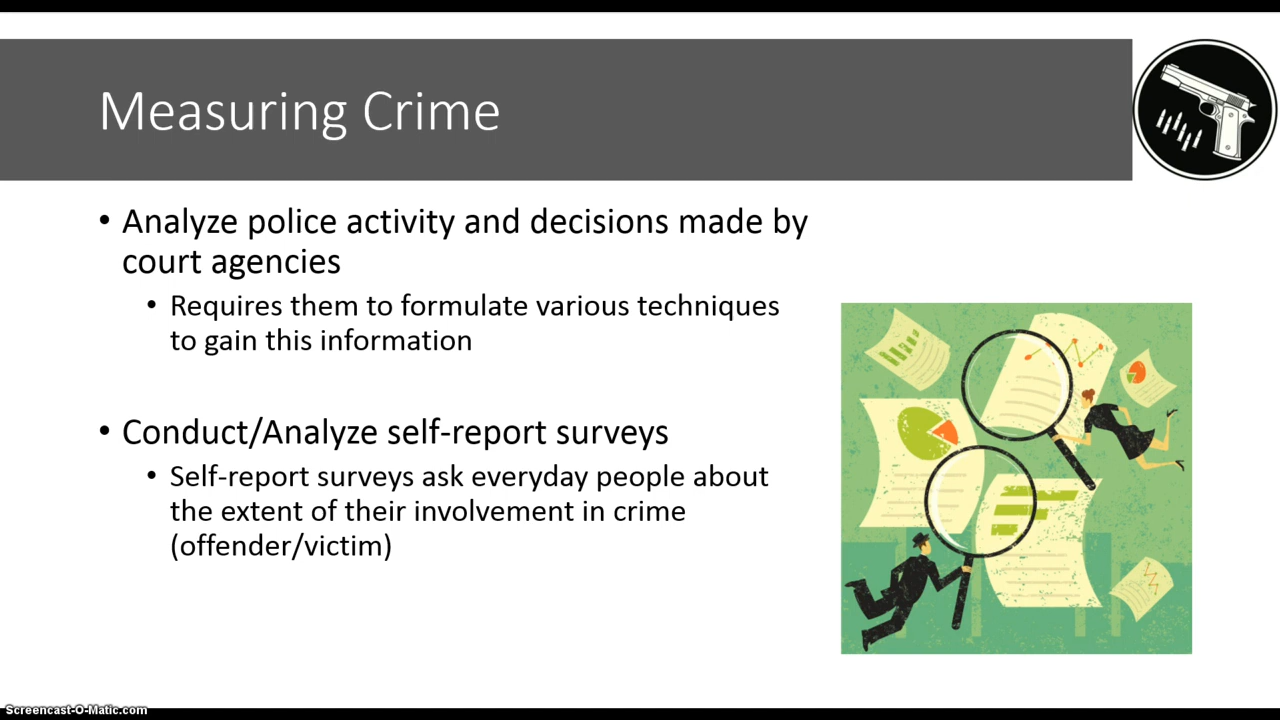 Measuring Crime
• Analyze police activity and decisions made by
court agencies
• Requires them to formulate various techniques
to gain this information
• Conduct/Analyze self-report surveys
• Self-report surveys ask everyday people about
the extent of their involvement in crime
(offender/victim)
Screencast-O-Matic.com